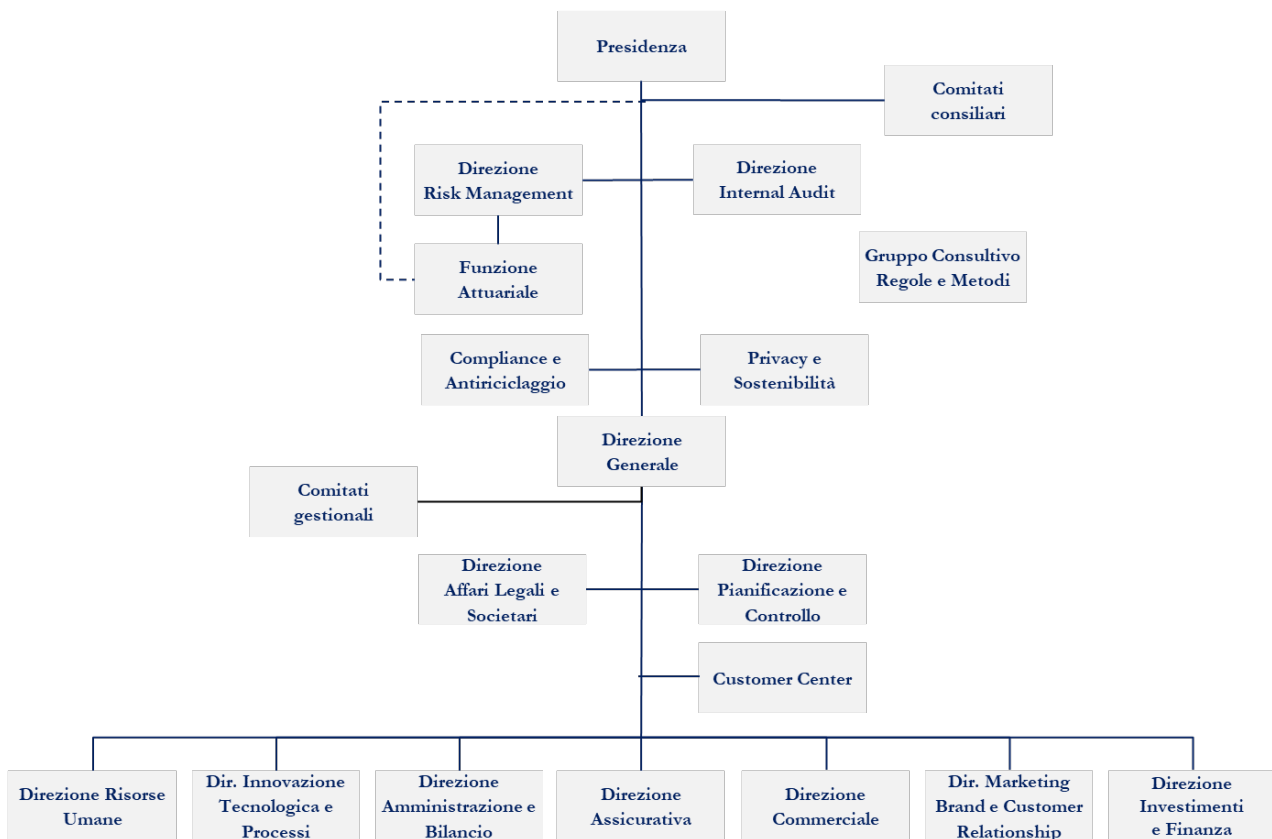 Presidenza
Comitati
consiliari
Direzione
Risk Management
Direzione
Internal Audit
Gruppo Consultivo
Regole e Metodi
Funzione
Attuariale
Compliance e
Antiriciclaggio
Privacy e
Sostenibilità
Direzione
Generale
Comitati
gestionali
Direzione
Affari Legali e
Societari
Direzione
Pianificazione e
Controllo
Customer Center
Direzione Risorse
Umane
Dir. Innovazione
Tecnologica e
Processi
Direzione
Amministrazione e
Bilancio
Direzione
Assicurativa
Direzione
Commerciale
Dir. Marketing
Brand e Customer
Relationship
Direzione
Investimenti
e Finanza